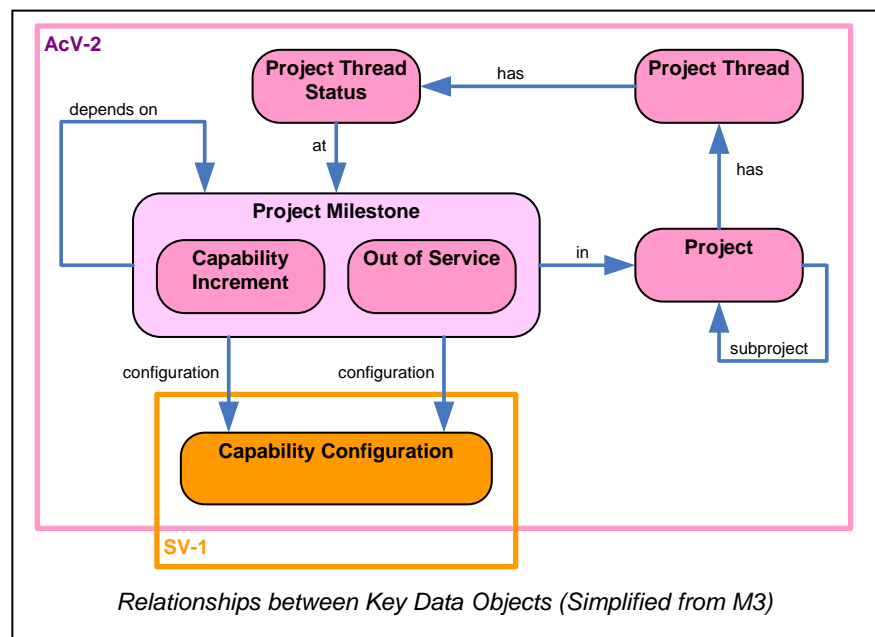 AcV-2
Project Thread
Status
has
Project Thread
depends on
at
has
Project Milestone
Capability
Increment
Out of Service
in
Project
subproject
configuration
configuration
Capability Configuration
SV-1
Relationships between Key Data Objects (Simplified from M3)